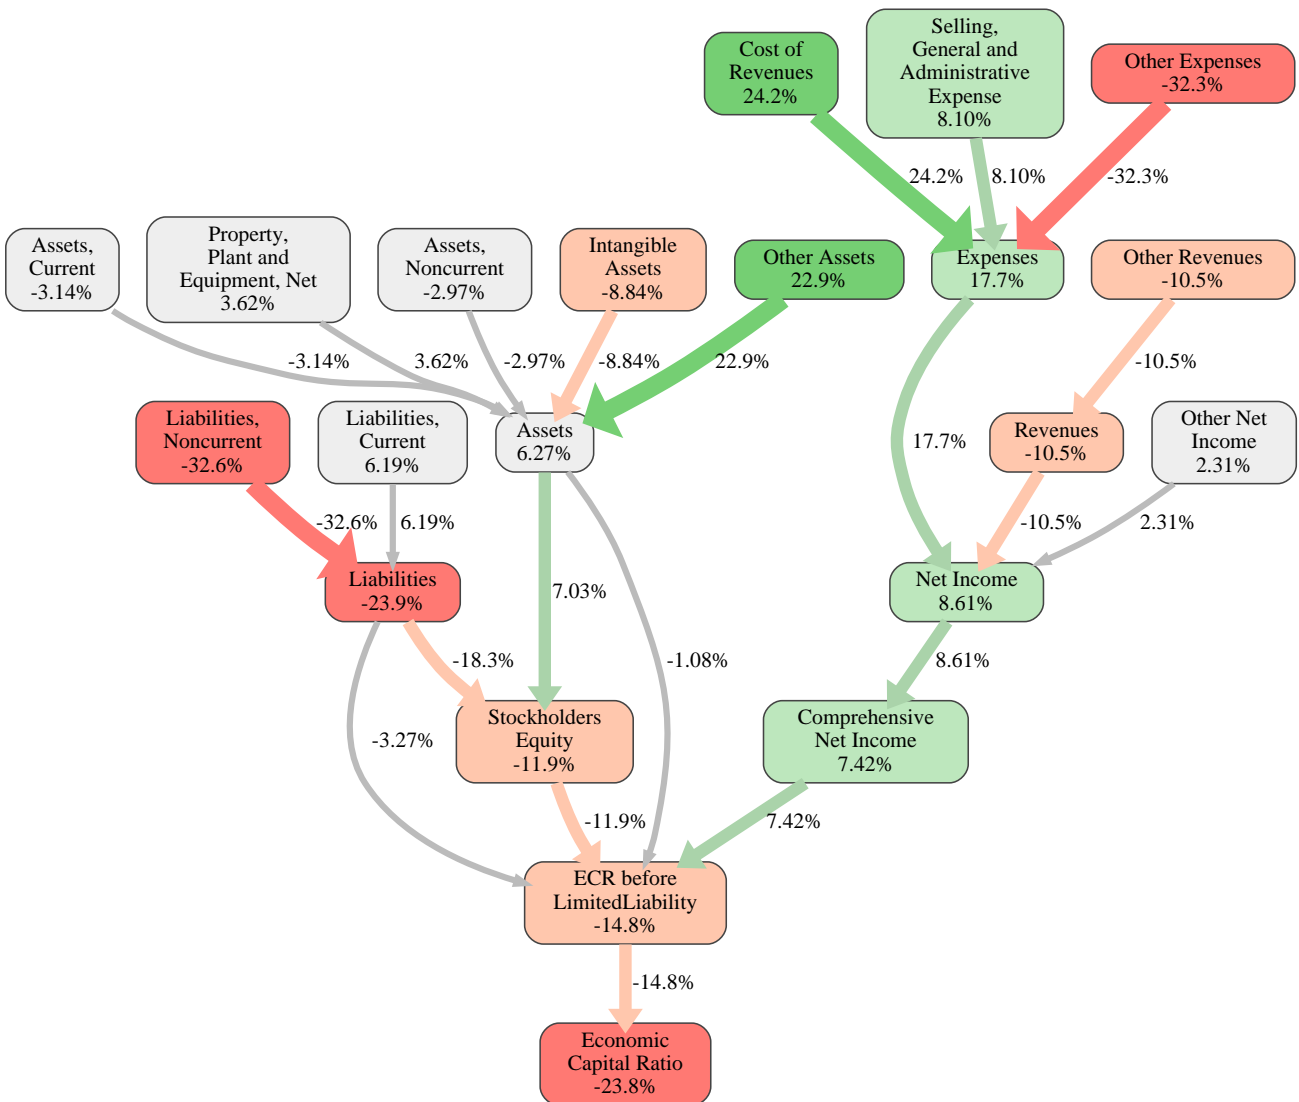 Cost of
Revenues
24.2%
Selling,
General and
Administrative
Expense
8.10%
Other Expenses
-32.3%
24.2%
8.10%
-32.3%
Assets,
Current
-3.14%
Property,
Plant and
Equipment, Net
3.62%
Assets,
Noncurrent
-2.97%
Intangible
Assets
-8.84%
Other Assets
22.9%
Expenses
17.7%
Other Revenues
-10.5%
-3.14%
3.62%
-2.97%
-8.84%
22.9%
-10.5%
Liabilities,
Noncurrent
-32.6%
Liabilities,
Current
6.19%
Assets
6.27%
17.7%
Revenues
-10.5%
Other Net
Income
2.31%
-32.6%
6.19%
-10.5%
2.31%
Liabilities
-23.9%
7.03%
Net Income
8.61%
-18.3%
-1.08%
8.61%
Stockholders
Equity
-11.9%
Comprehensive
Net Income
7.42%
-3.27%
-11.9%
7.42%
ECR before
LimitedLiability
-14.8%
-14.8%
Economic
Capital Ratio
-23.8%